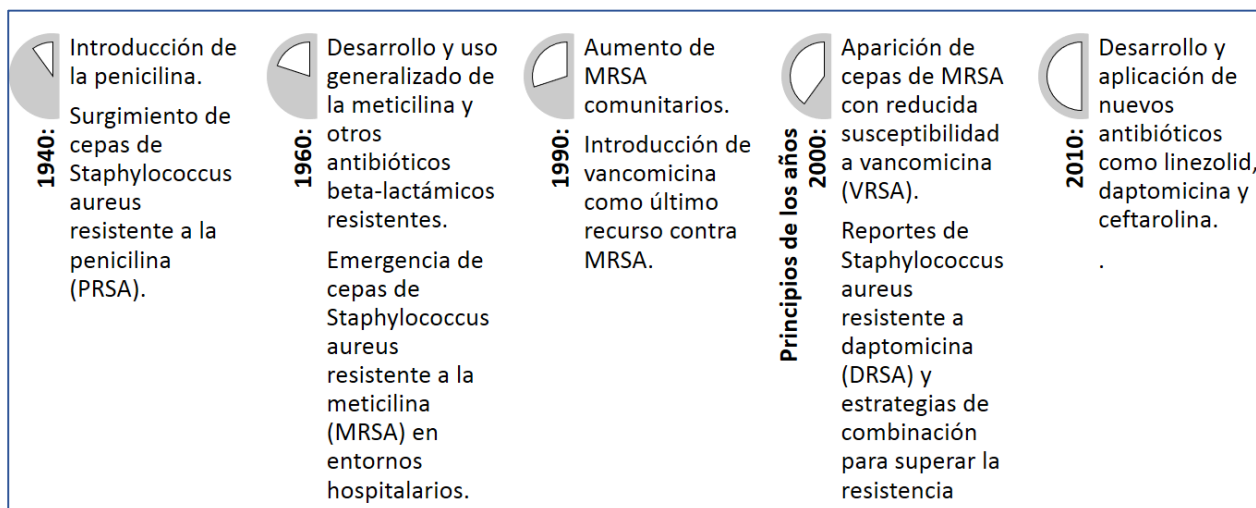 1940:
Introducción de
la penicilina.
Surgimiento de
cepas de
Staphylococcus
aureus
resistente a la
penicilina
(PRSA).
1960:
Desarrollo y uso
generalizado de
la meticilina y
otros
antibióticos
beta-lactámicos
resistentes.
Emergencia de
cepas de
Staphylococcus
aureus
resistente a la
meticilina
(MRSA) en
entornos
hospitalarios.
1990:
Aumento de
MRSA
comunitarios.
Introducción de
vancomicina
como último
recurso contra
MRSA.
Principios de los años
2000:
Aparición de
cepas de MRSA
con reducida
susceptibilidad
a vancomicina
(VRSA).
Reportes de
Staphylococcus
aureus
resistente a
daptomicina
(DRSA) y
estrategias de
combinación
para superar la
resistencia
2010:
Desarrollo y
aplicación de
nuevos
antibióticos
como linezolid,
daptomicina y
ceftarolina.
.